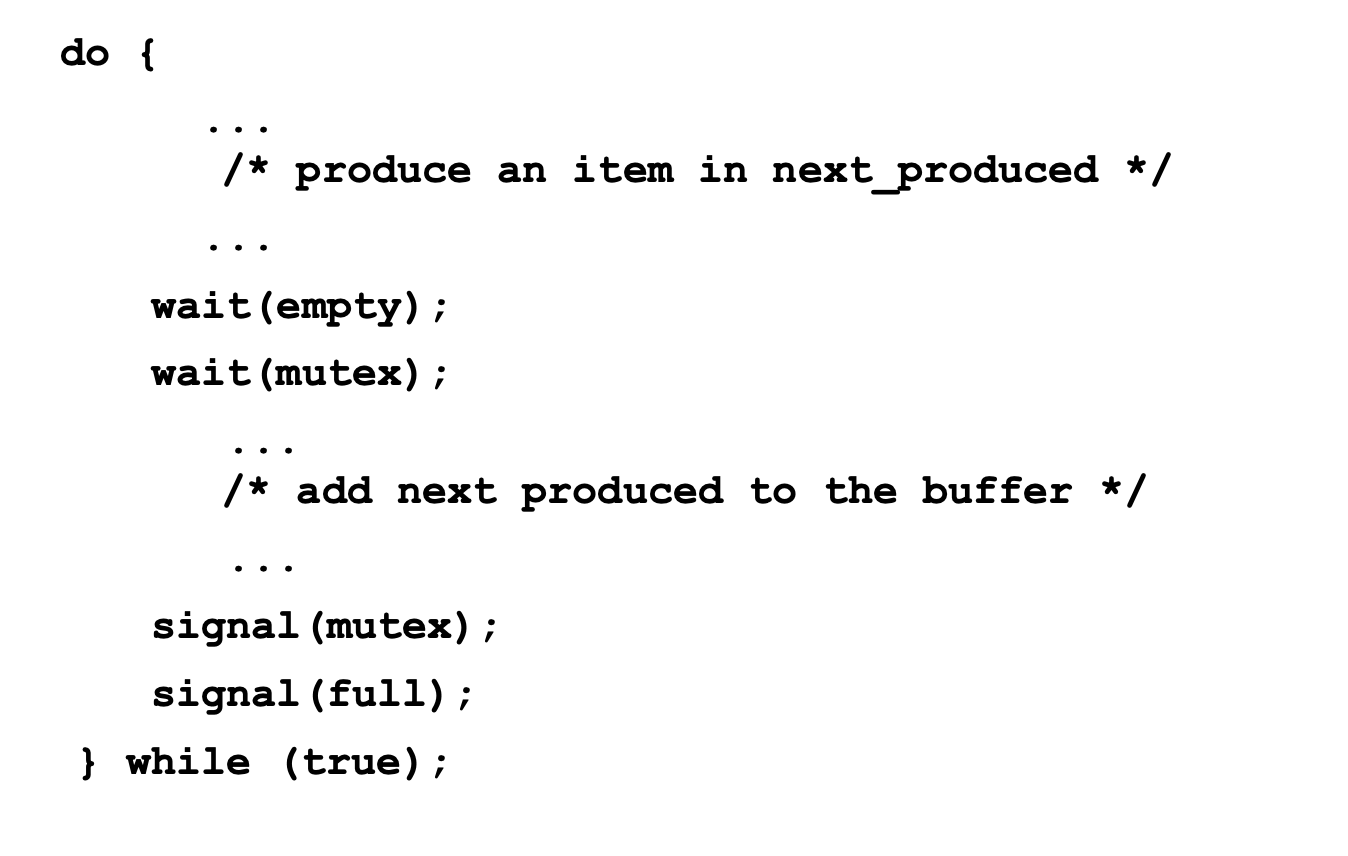 do {
...
/* produce an item in next_produced */
...
wait(empty);
wait(mutex);
...
/* add next produced to the buffer */
...
signal(mutex);
signal(full);
} while (true);